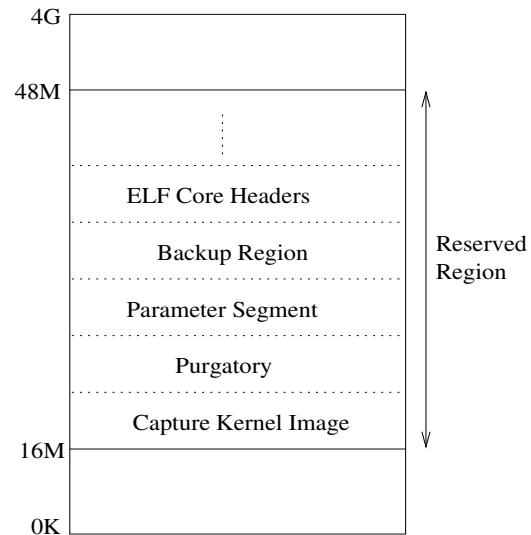 4G
48M
ELF Core Headers
Backup Region
Reserved
Region
Parameter Segment
Purgatory
Capture Kernel Image
16M
0K